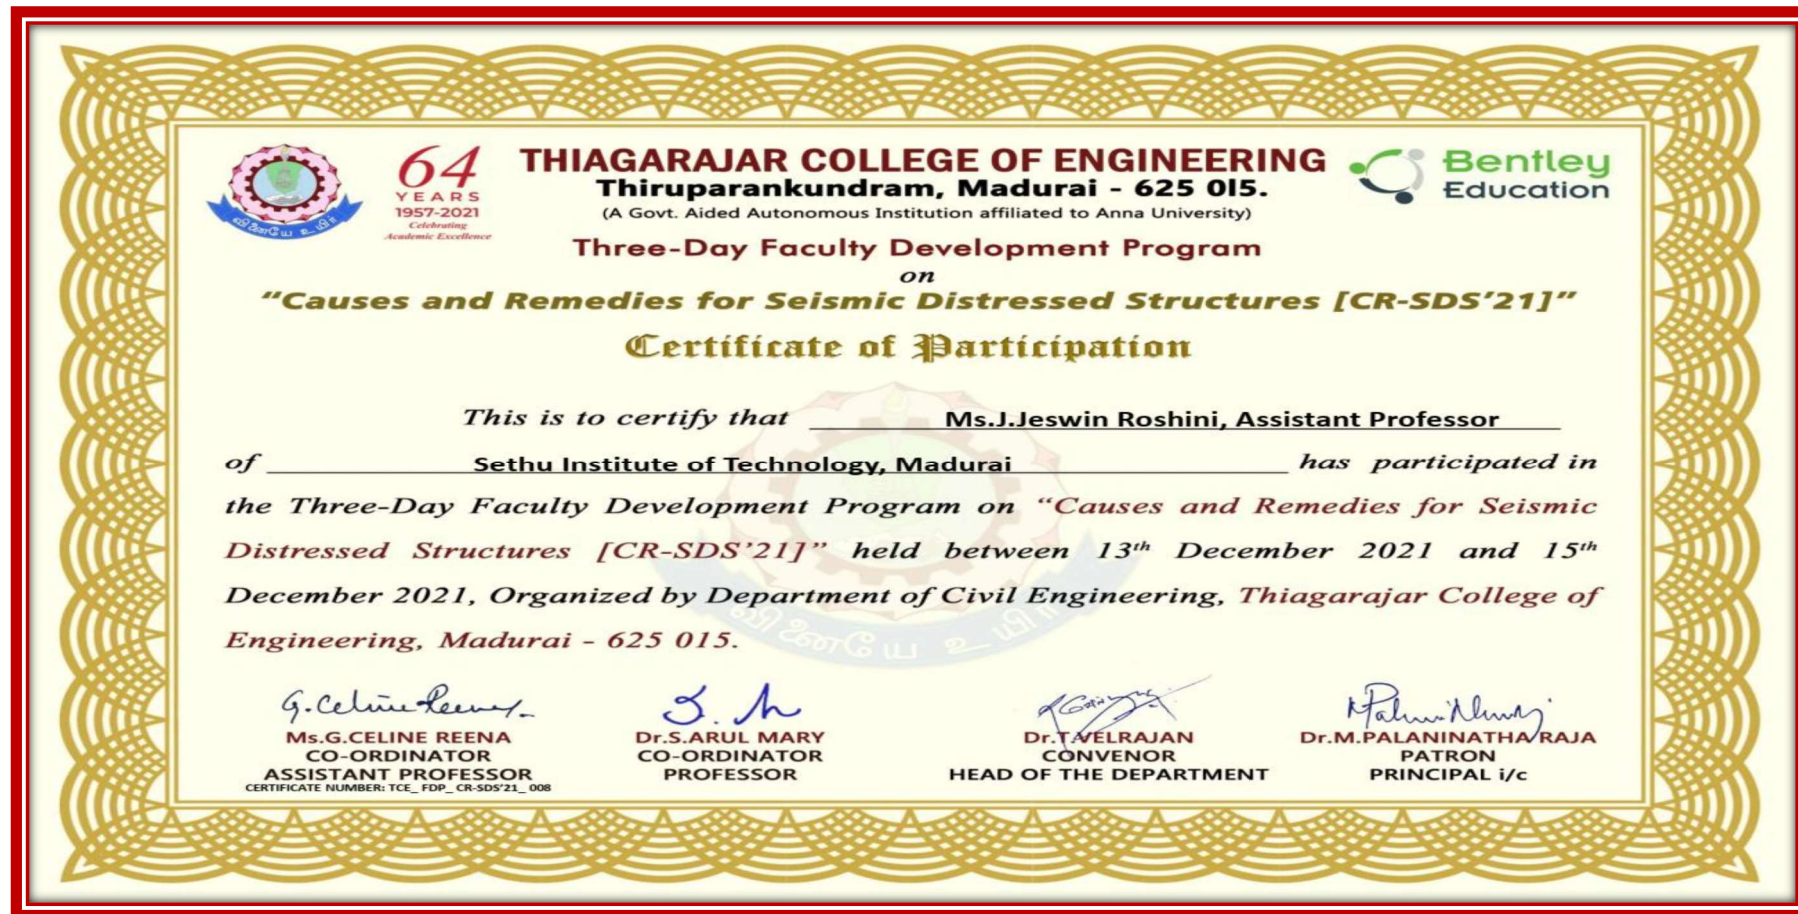 64
YEARS
1957-2021
Celebrating
Academic Excellence
வினையே உயிர்
THIAGARAJAR COLLEGE OF ENGINEERING
Thiruparankundram, Madurai - 625 015.
(A Govt. Aided Autonomous Institution affiliated to Anna University)
Bentley
Education
Three-Day Faculty Development Program
on
“Causes and Remedies for Seismic Distressed Structures [CR-SDS’21]”
Certificate of Participation
This is to certify that Ms.J.Jeswin Roshini, Assistant Professor
of Sethu Institute of Technology, Madurai has participated in
the Three-Day Faculty Development Program on “Causes and Remedies for Seismic
Distressed Structures [CR-SDS’21]” held between 13th December 2021 and 15th
December 2021, Organized by Department of Civil Engineering, Thiagarajar College of
Engineering, Madurai - 625 015.
வினையே உயிர்
G. Celine Reena
Ms.G.CELINE REENA
CO-ORDINATOR
ASSISTANT PROFESSOR
CERTIFICATE NUMBER: TCE_ FDP_ CR-SDS’21_ 008
Dr.S.ARUL MARY
CO-ORDINATOR
PROFESSOR
Dr.T.VELRAJAN
CONVENOR
HEAD OF THE DEPARTMENT
Dr.M.PALANINATHA RAJA
PATRON
PRINCIPAL i/c